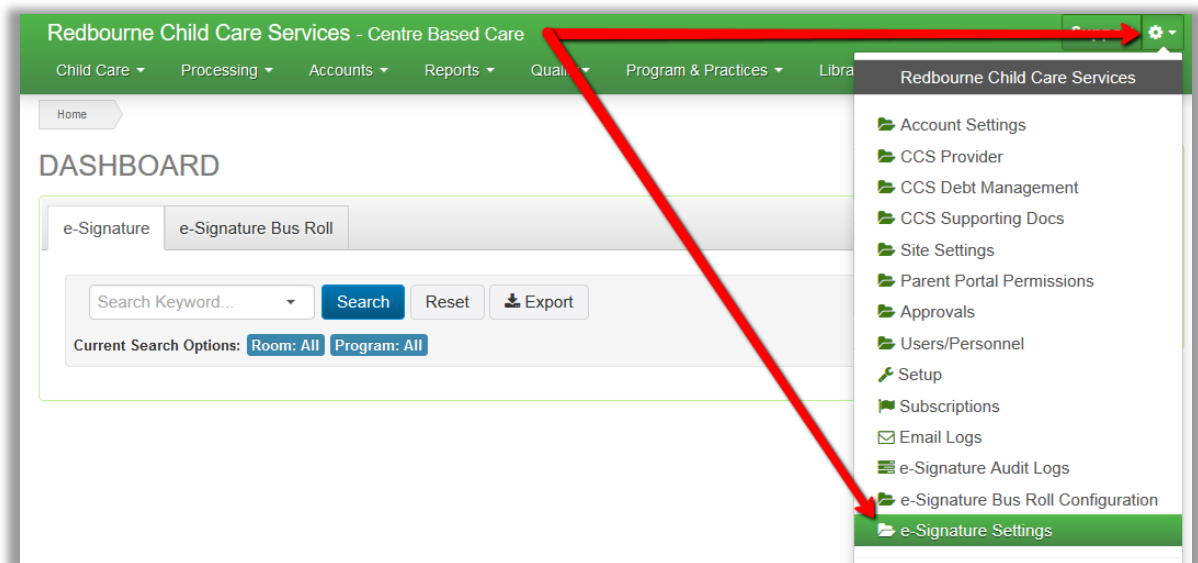 Redbourne Child Care Services - Centre Based Care
Child Care Processing Accounts Reports Program & Practices
Redbourne Child Care Services
Home
Account Settings
CCS Provider
DASHBOARD
CCS Debt Management
e-Signature e-Signature Bus Roll
CCS Supporting Docs
Site Settings
Parent Portal Permissions
Search Keyword... Search Reset Export
Approvals
Current Search Options: Room: All Program: All
Users/Personnel
Setup
Subscriptions
Email Logs
e-Signature Audit Logs
e-Signature Bus Roll Configuration
e-Signature Settings